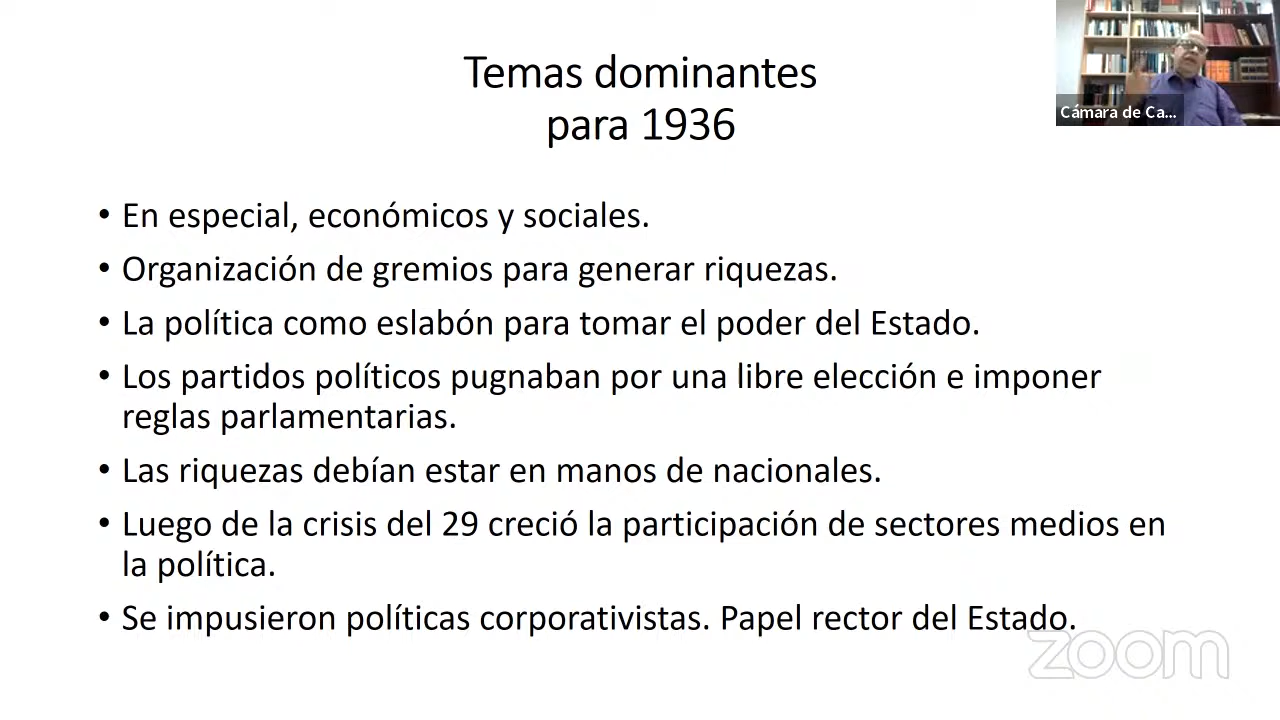 Temas dominantes
para 1936
Cámara de Ca...
• En especial, económicos y sociales.
• Organización de gremios para generar riquezas.
• La política como eslabón para tomar el poder del Estado.
• Los partidos políticos pugnaban por una libre elección e imponer
reglas parlamentarias.
• Las riquezas debían estar en manos de nacionales.
• Luego de la crisis del 29 creció la participación de sectores medios en
la política.
• Se impusieron políticas corporativistas. Papel rector del Estado.
zoom